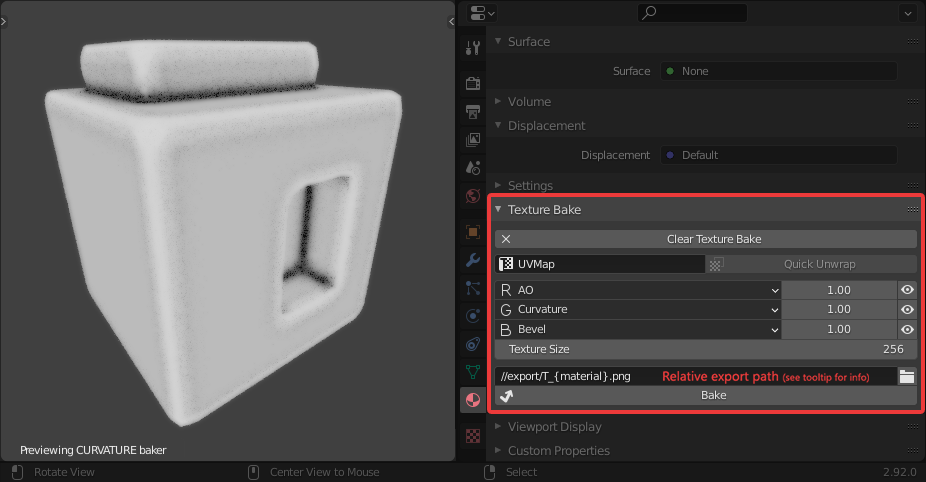 Surface
Surface
None
Volume
Displacement
Displacement
Default
Settings
Texture Bake
Clear Texture Bake
UVMap
Quick Unwrap
R AO 1.00
G Curvature 1.00
B Bevel 1.00
Texture Size 256
//export/T_{material}.png Relative export path (see tooltip for info)
Bake
Viewport Display
Custom Properties
Previewing CURVATURE baker
Rotate View
Center View to Mouse
Select
2.92.0